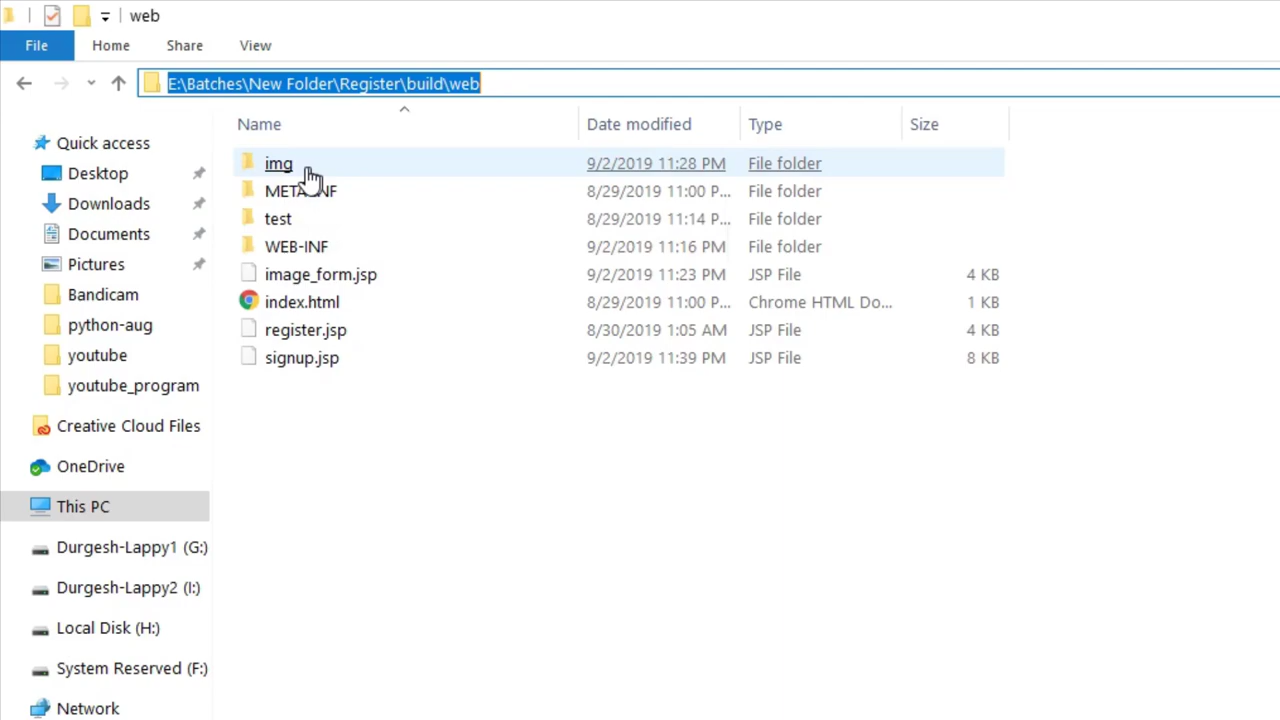 web
File Home Share View
E:\Batches\New Folder\Register\build\web
Name Date modified Type Size
Quick access
Desktop
Downloads
Documents
Pictures
Bandicam
python-aug
youtube
youtube_program
Creative Cloud Files
OneDrive
This PC
Durgesh-Lappy1 (G:)
Durgesh-Lappy2 (I:)
Local Disk (H:)
System Reserved (F:)
Network
img 9/2/2019 11:28 PM File folder
8/29/2019 11:00 P... File folder
test 8/29/2019 11:14 P... File folder
WEB-INF 9/2/2019 11:16 PM File folder
image_form.jsp 9/2/2019 11:23 PM JSP File 4 KB
index.html 8/29/2019 11:00 P... Chrome HTML Do... 1 KB
register.jsp 8/30/2019 1:05 AM JSP File 4 KB
signup.jsp 9/2/2019 11:39 PM JSP File 8 KB